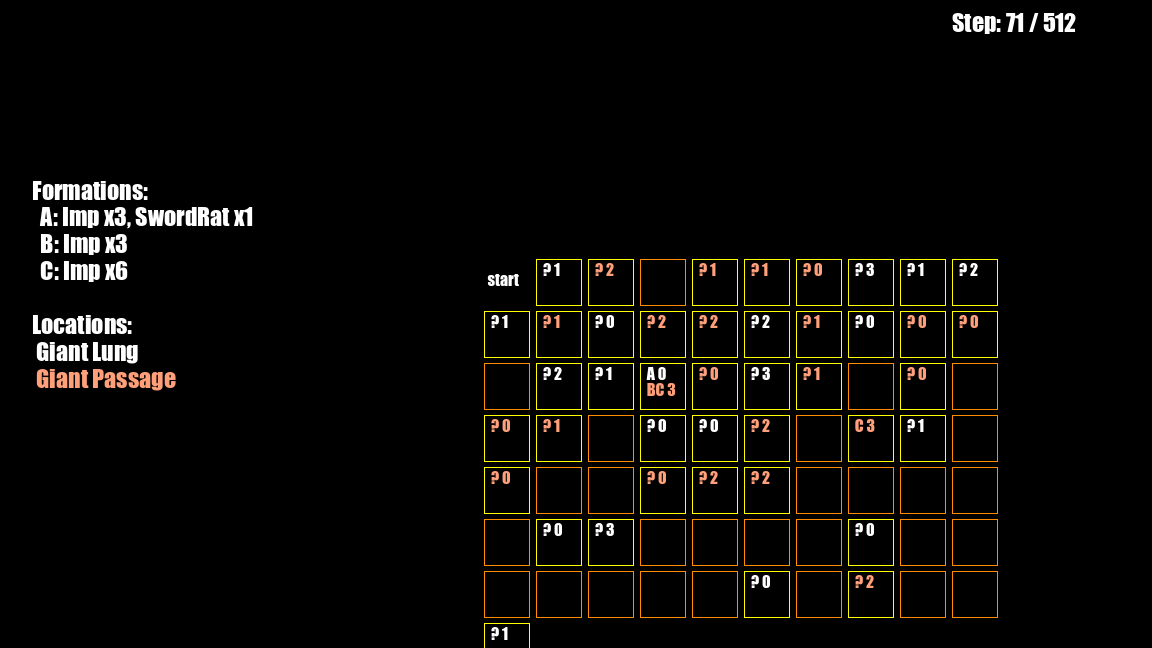 Step: 71 / 512
Formations:
A: Imp x3, SwordRat x1
B: Imp x3
C: Imp x6
Locations:
Giant Lung
Giant Passage
start ?1 ?2 ?1 ?1 ?0 ?3 ?1 ?2
?1 ?1 ?0 ?2 ?2 ?2 ?1 ?0 ?0 ?0
?2 ?1 A0 ?0 ?3 ?1 ?0
BC 3
?0 ?1 ?0 ?0 ?2 C3 ?1
?0 ?0 ?2 ?2
?0 ?3 ?0
?0 ?2
?1